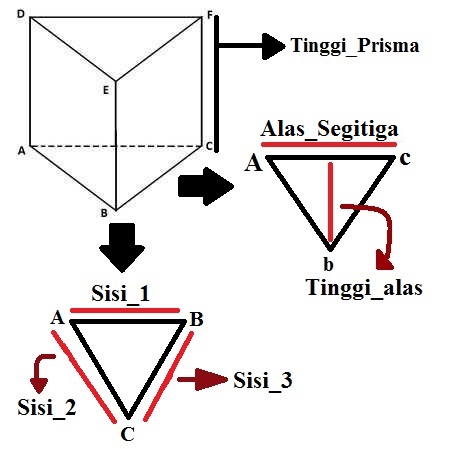 D
F
Tinggi_Prisma
E
Alas_Segitiga
A
C
A
c
B
b
Tinggi_alas
Sisi_1
A
B
Sisi_3
Sisi_2
C